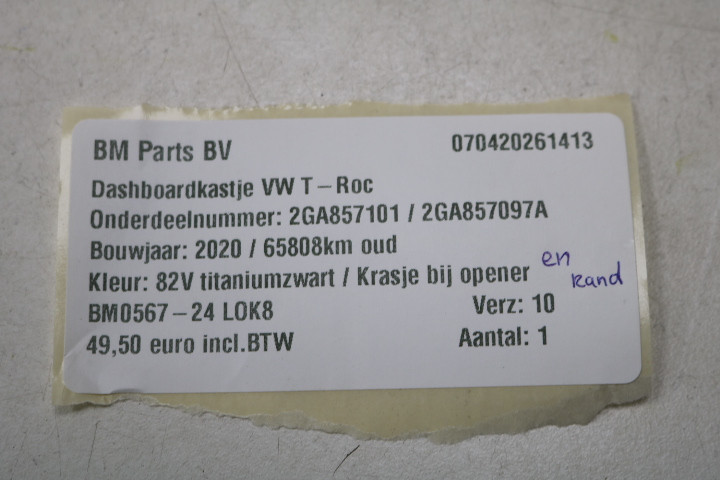 BM Parts BV 070420261413
Dashboardkastje VW T-Roc
Onderdeelnummer: 2GA857101 / 2GA857097A
Bouwjaar: 2020 / 65808km oud
Kleur: 82V titaniumzwart / Krasje bij opener en rand
BM0567-24 LOK8 Verz: 10
49,50 euro incl.BTW Aantal: 1